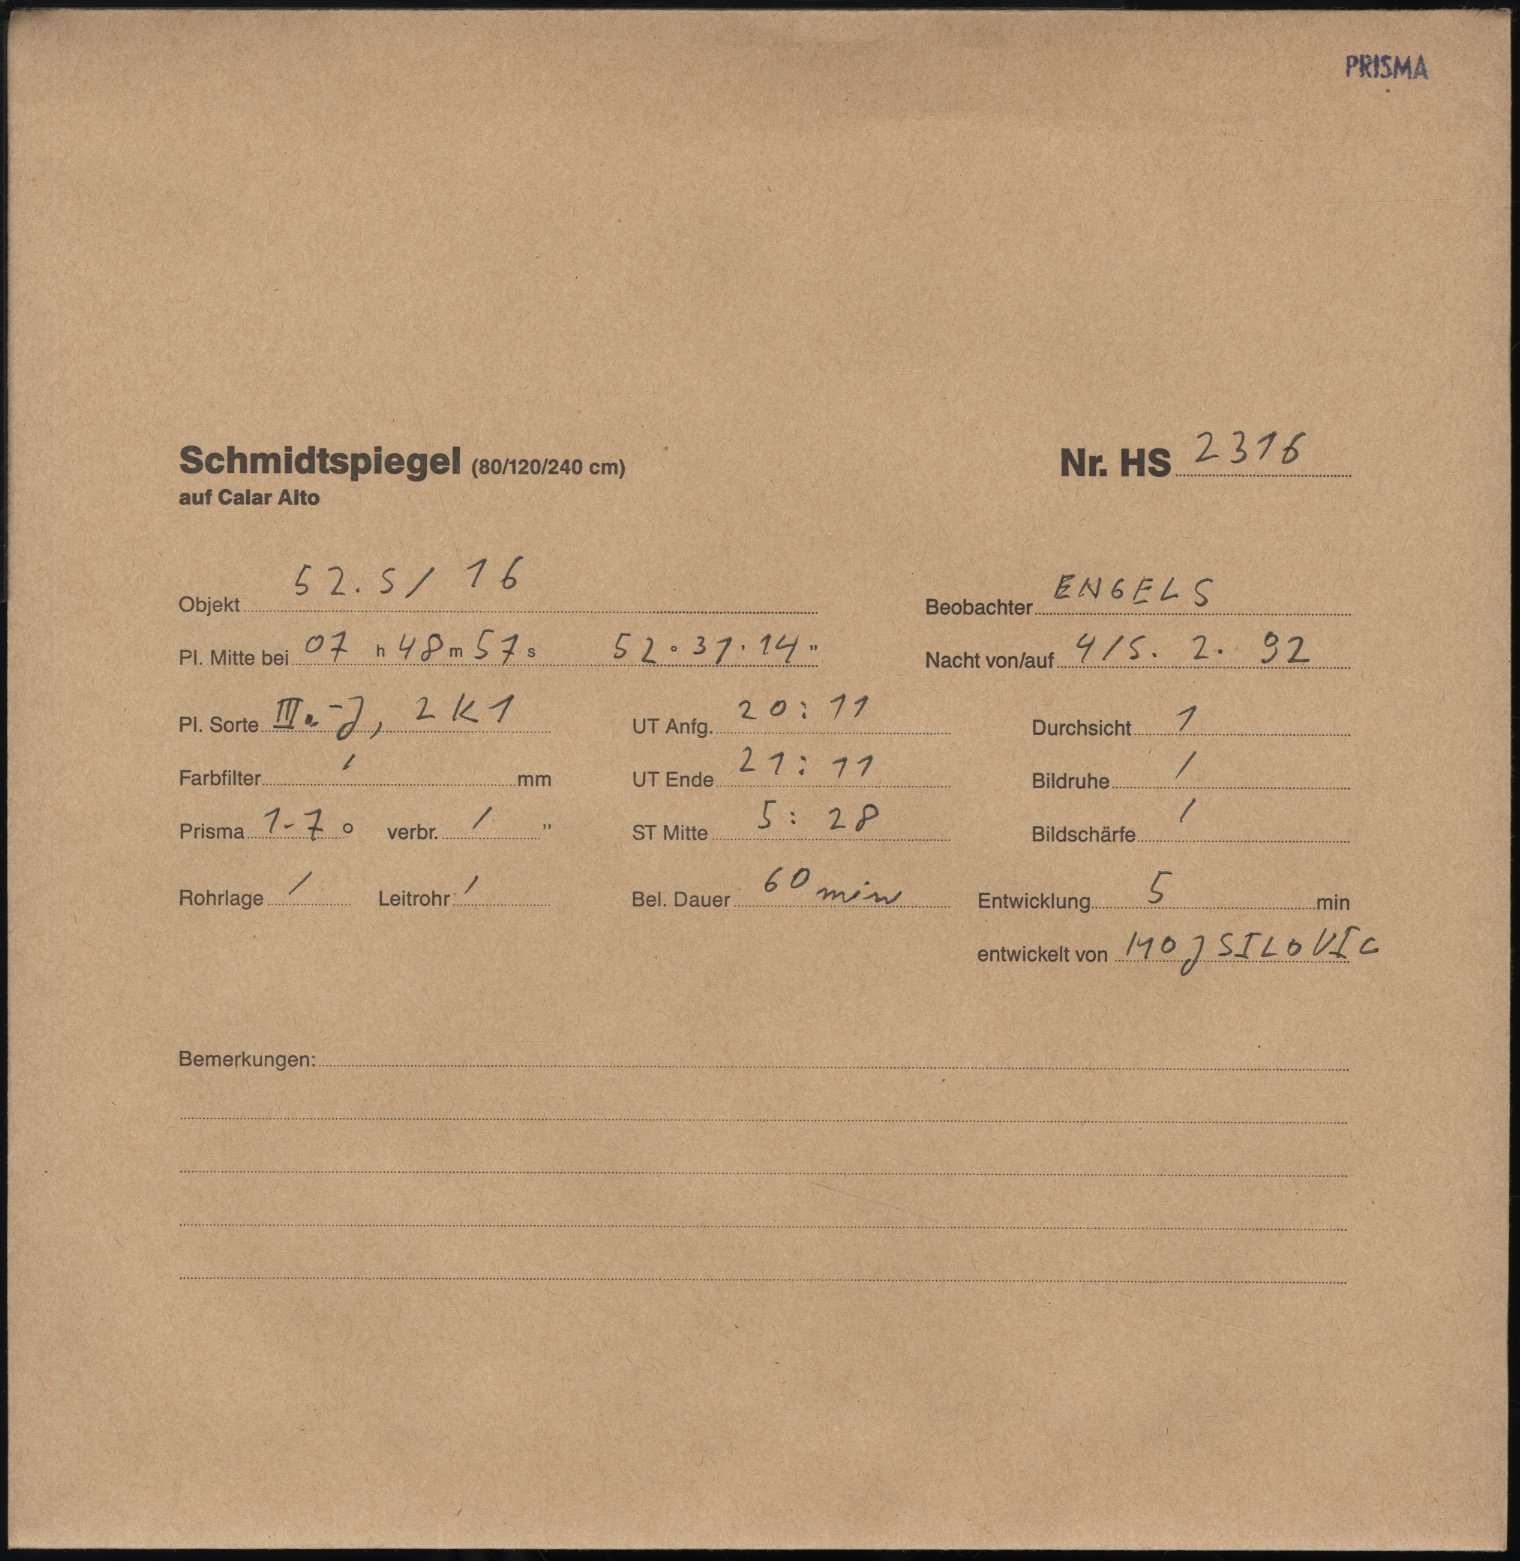 PRISMA
Schmidtspiegel (80/120/240 cm) Nr. HS 2316
auf Calar Alto
Objekt 52.5/16 Beobachter ENGELS
Pl. Mitte bei 07 h 48 m 57 s 52 ° 31 ' 14 " Nacht von/auf 4/5. 2. 92
Pl. Sorte IIIa-J, 2K1 UT Anfg. 20:11 Durchsicht 1
Farbfilter / mm UT Ende 21:11 Bildruhe /
Prisma 1.7° verbr. / " ST Mitte 5:28 Bildschärfe /
Rohrlage / Leitrohr / Bel. Dauer 60 min Entwicklung 5 min
entwickelt von MOJSILOVIC
Bemerkungen: